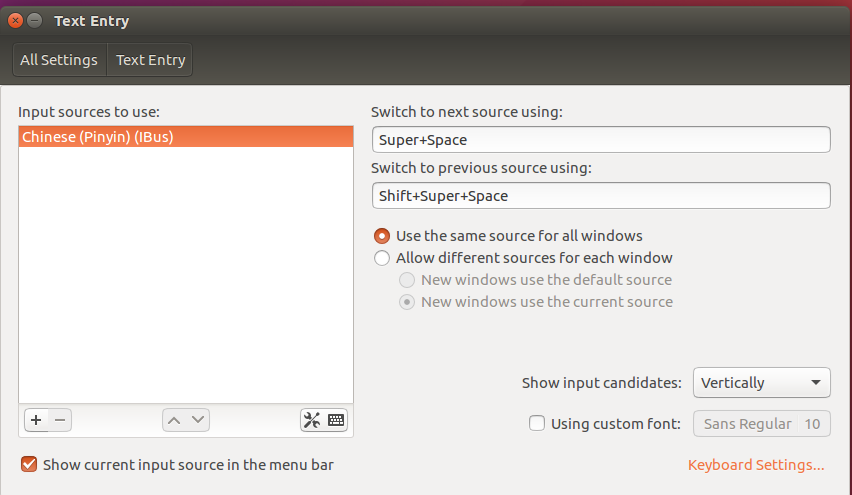 Text Entry
All Settings Text Entry
Input sources to use:
Chinese (Pinyin) (IBus)
Switch to next source using:
Super+Space
Switch to previous source using:
Shift+Super+Space
Use the same source for all windows
Allow different sources for each window
New windows use the default source
New windows use the current source
Show input candidates: Vertically
Using custom font: Sans Regular 10
Show current input source in the menu bar
Keyboard Settings...